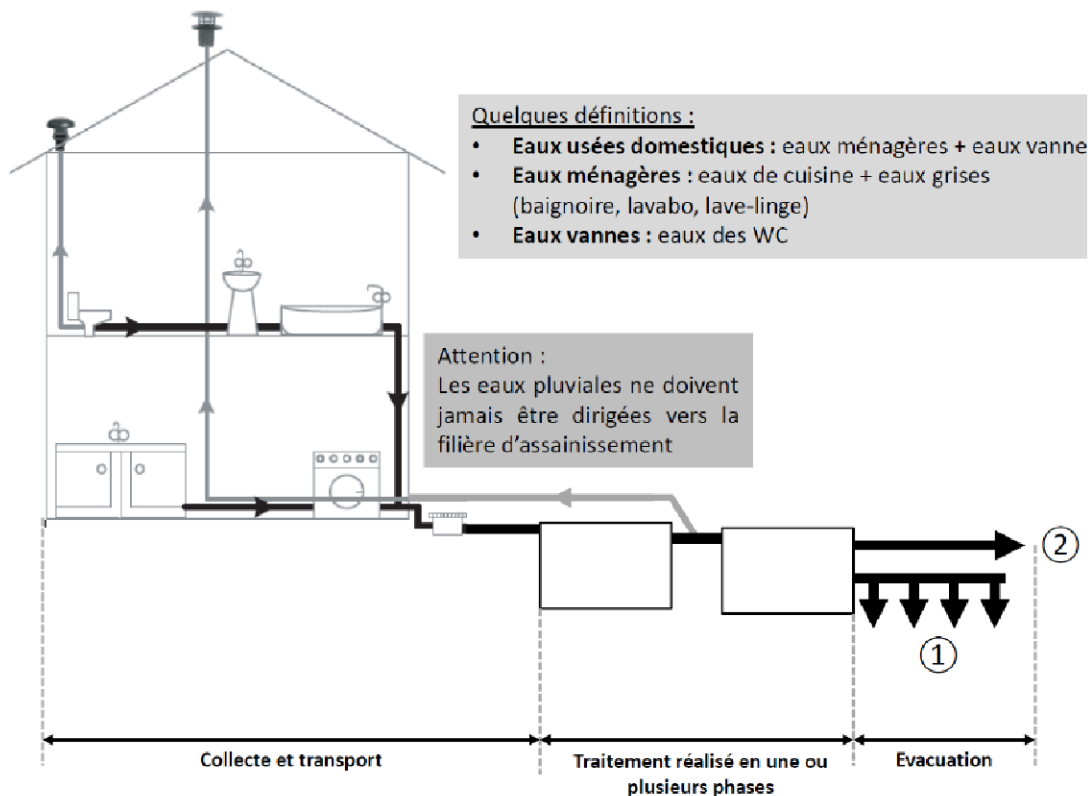 Quelques définitions :
• Eaux usées domestiques : eaux ménagères + eaux vanne
• Eaux ménagères : eaux de cuisine + eaux grises
(baignoire, lavabo, lave-linge)
• Eaux vannes : eaux des WC
Attention :
Les eaux pluviales ne doivent
jamais être dirigées vers la
filière d’assainissement
②
①
Collecte et transport
Traitement réalisé en une ou
plusieurs phases
Evacuation